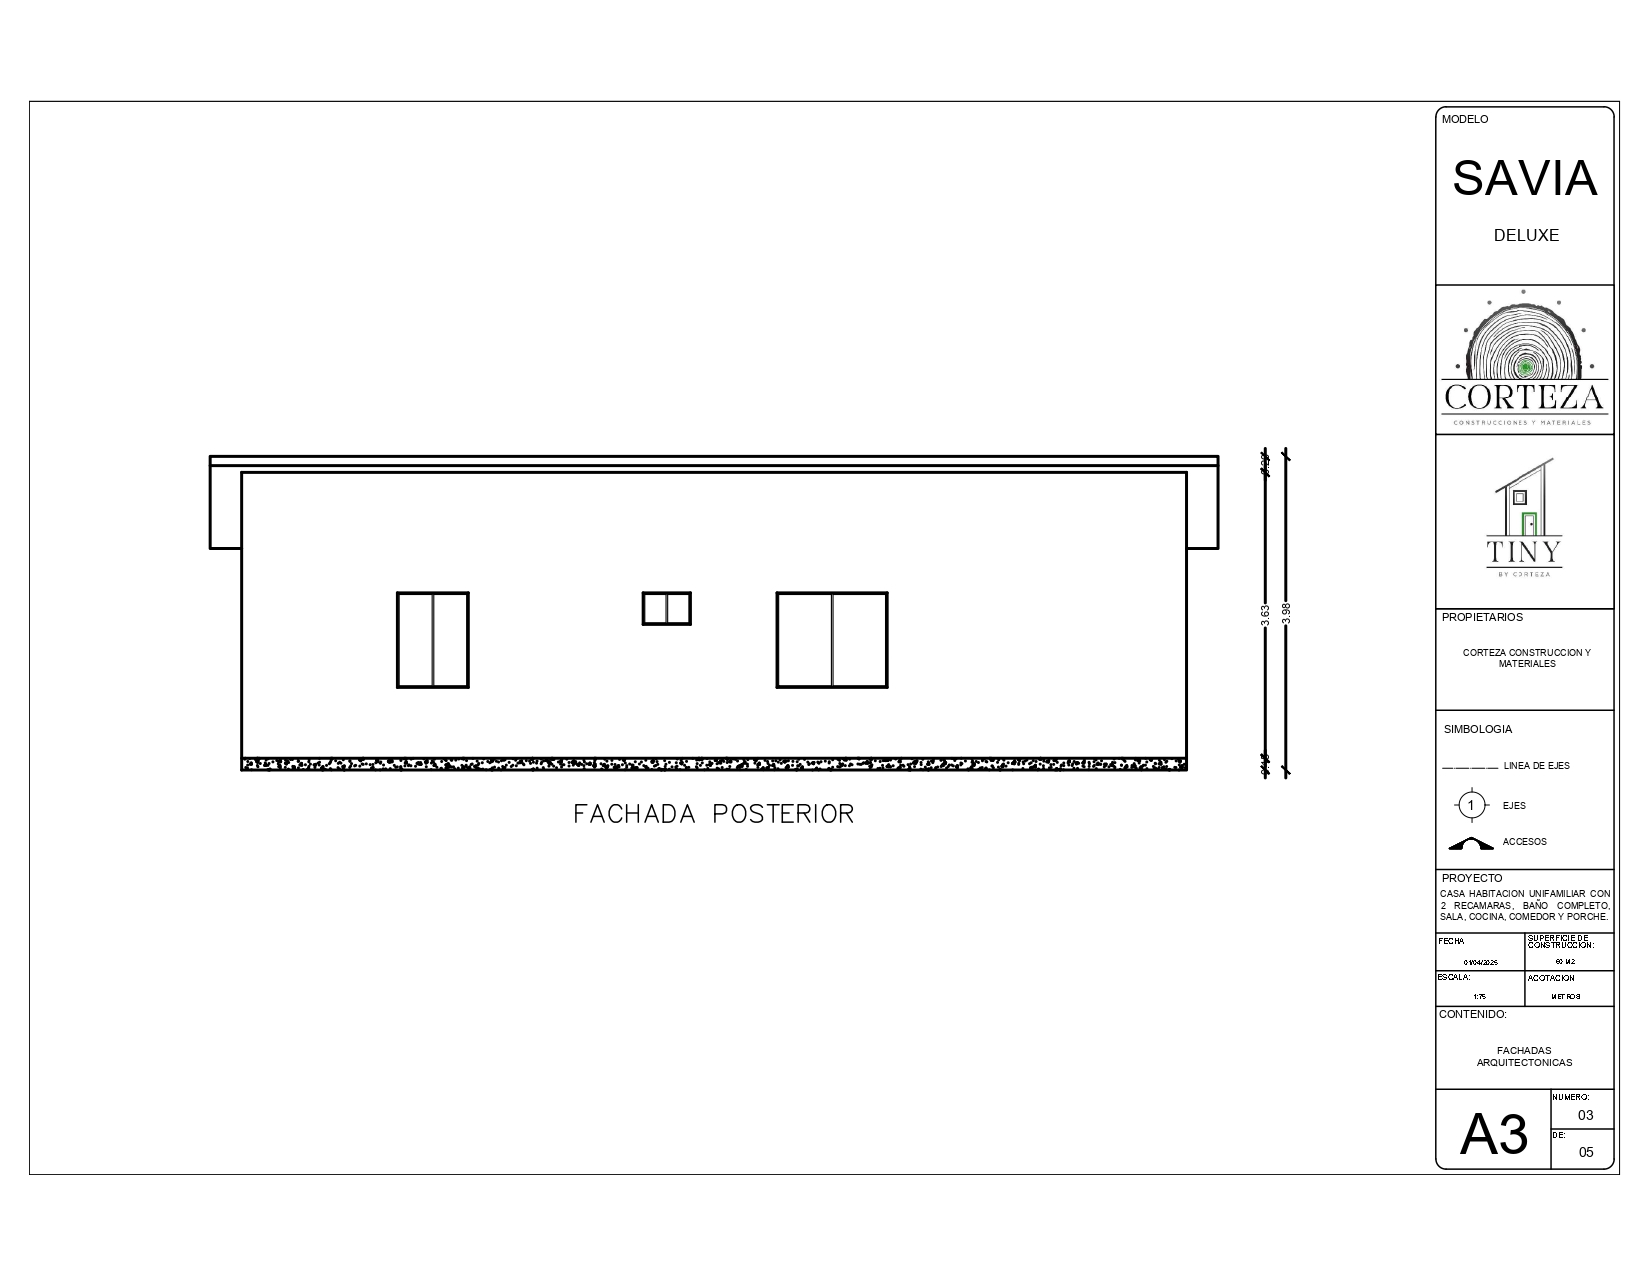 MODELO
SAVIA
DELUXE
CORTEZA
CONSTRUCCIONES Y MATERIALES
TINY
BY CORTEZA
PROPIETARIOS
CORTEZA CONSTRUCCION Y
MATERIALES
SIMBOLOGIA
LINEA DE EJES
1
EJES
ACCESOS
PROYECTO
CASA HABITACION UNIFAMILIAR CON
2 RECAMARAS, BAÑO COMPLETO,
SALA, COCINA, COMEDOR Y PORCHE.
FECHA
01/04/2025
SUPERFICIE DE
CONSTRUCCION:
60 M2
ESCALA:
1:75
ACOTACION
METROS
CONTENIDO:
FACHADAS
ARQUITECTONICAS
A3
NUMERO:
03
DE:
05
3.63
3.98
FACHADA POSTERIOR